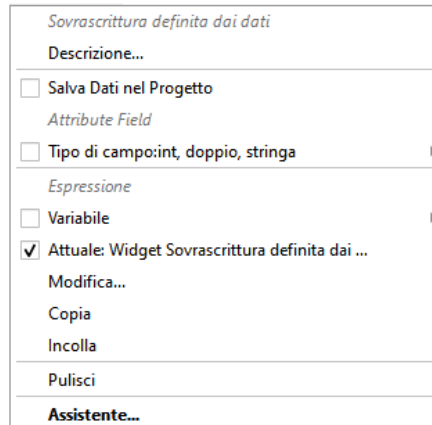 Sovrascrittura definita dai dati
Descrizione...
Salva Dati nel Progetto
Attribute Field
Tipo di campo:int, doppio, stringa
Espressione
Variabile
Attuale: Widget Sovrascrittura definita dai ...
Modifica...
Copia
Incolla
Pulisci
Assistente...